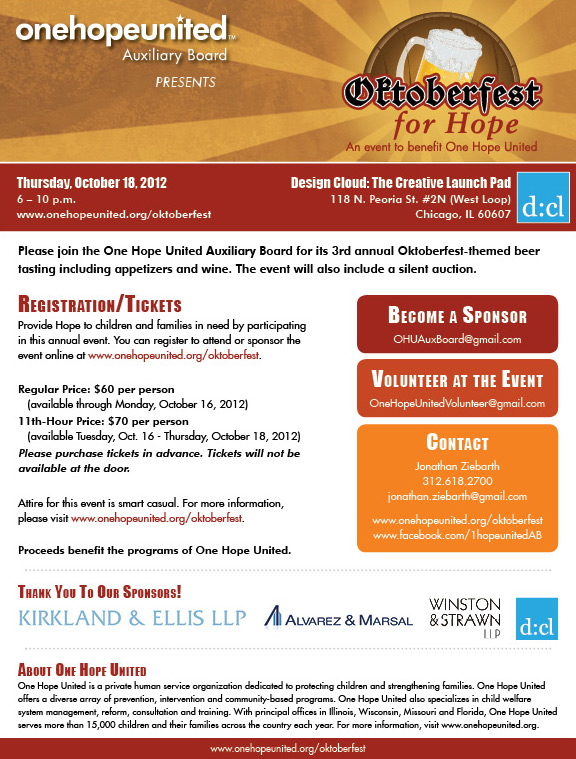 onehopeunited™
Auxiliary Board
PRESENTS
Oktoberfest
for Hope
An event to benefit One Hope United
Thursday, October 18, 2012
6 – 10 p.m.
www.onehopeunited.org/oktoberfest
Design Cloud: The Creative Launch Pad
118 N. Peoria St. #2N (West Loop)
Chicago, IL 60607
d:cl
Please join the One Hope United Auxiliary Board for its 3rd annual Oktoberfest-themed beer
tasting including appetizers and wine. The event will also include a silent auction.
Registration/Tickets
Provide Hope to children and families in need by participating
in this annual event. You can register to attend or sponsor the
event online at www.onehopeunited.org/oktoberfest.
Regular Price: $60 per person
(available through Monday, October 16, 2012)
11th-Hour Price: $70 per person
(available Tuesday, Oct. 16 - Thursday, October 18, 2012)
Please purchase tickets in advance. Tickets will not be
available at the door.
Attire for this event is smart casual. For more information,
please visit www.onehopeunited.org/oktoberfest.
Proceeds benefit the programs of One Hope United.
Become a Sponsor
OHUAuxBoard@gmail.com
Volunteer at the Event
OneHopeUnitedVolunteer@gmail.com
Contact
Jonathan Ziebarth
312.618.2700
jonathan.ziebarth@gmail.com
www.onehopeunited.org/oktoberfest
www.facebook.com/1hopeunitedAB
Thank You To Our Sponsors!
KIRKLAND & ELLIS LLP
ALVAREZ & MARSAL
WINSTON
& STRAWN
LLP
d:cl
About One Hope United
One Hope United is a private human service organization dedicated to protecting children and strengthening families. One Hope United
offers a diverse array of prevention, intervention and community-based programs. One Hope United also specializes in child welfare
system management, reform, consultation and training. With principal offices in Illinois, Wisconsin, Missouri and Florida, One Hope United
serves more than 15,000 children and their families across the country each year. For more information, visit www.onehopeunited.org.
www.onehopeunited.org/oktoberfest